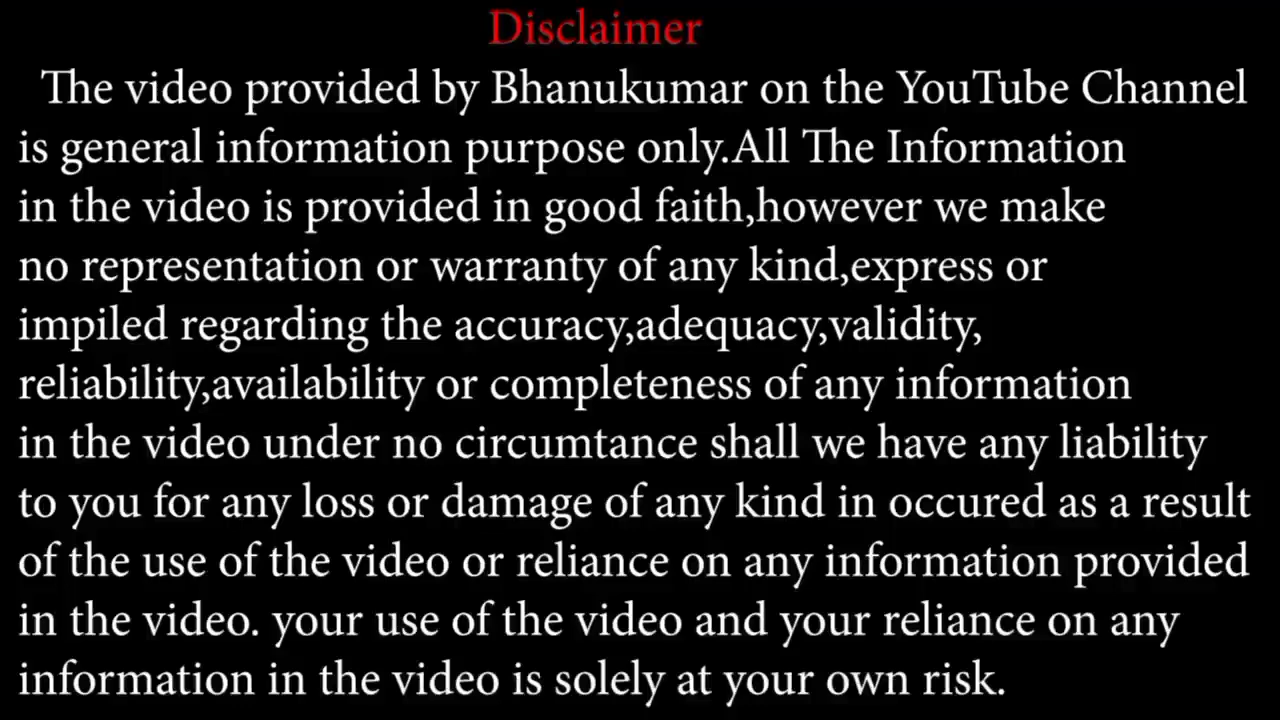 Disclaimer
The video provided by Bhanukumar on the YouTube Channel
is general information purpose only.All The Information
in the video is provided in good faith,however we make
no representation or warranty of any kind,express or
impiled regarding the accuracy,adequacy,validity,
reliability,availability or completeness of any information
in the video under no circumtance shall we have any liability
to you for any loss or damage of any kind in occured as a result
of the use of the video or reliance on any information provided
in the video. your use of the video and your reliance on any
information in the video is solely at your own risk.